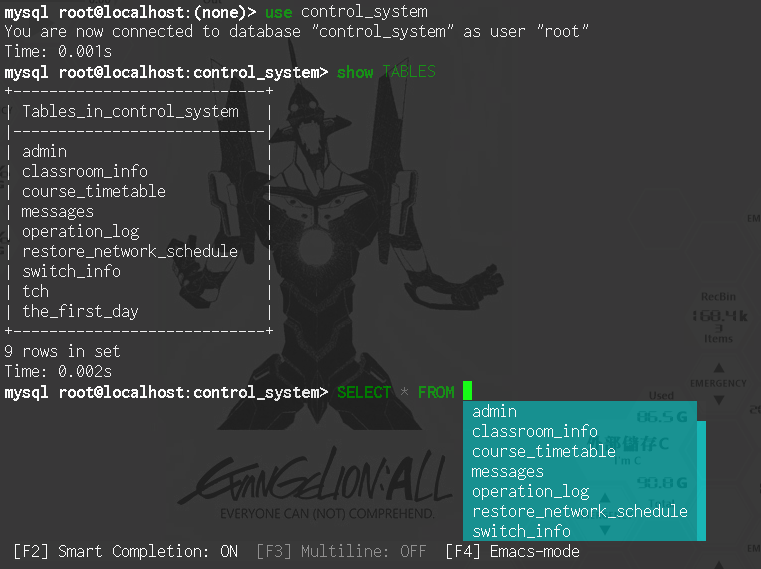 mysql root@localhost:(none)> use control_system
You are now connected to database "control_system" as user "root"
Time: 0.001s
mysql root@localhost:control_system> show TABLES
+----------------------------+
| Tables_in_control_system   |
|----------------------------|
| admin                      |
| classroom_info             |
| course_timetable           |
| messages                   |
| operation_log              |
| restore_network_schedule   |
| switch_info                |
| tch                        |
| the_first_day              |
+----------------------------+
9 rows in set
Time: 0.002s
mysql root@localhost:control_system> SELECT * FROM
admin
classroom_info
course_timetable
messages
operation_log
restore_network_schedule
switch_info
[F2] Smart Completion: ON [F3] Multiline: OFF [F4] Emacs-mode
EVANGELION:ALL
EVERYONE CAN (NOT) COMPREHEND.
RecBin
168.4k
3
Items
EMERGENCY
Used
86.5 G
I'm C
90.8 G
Total